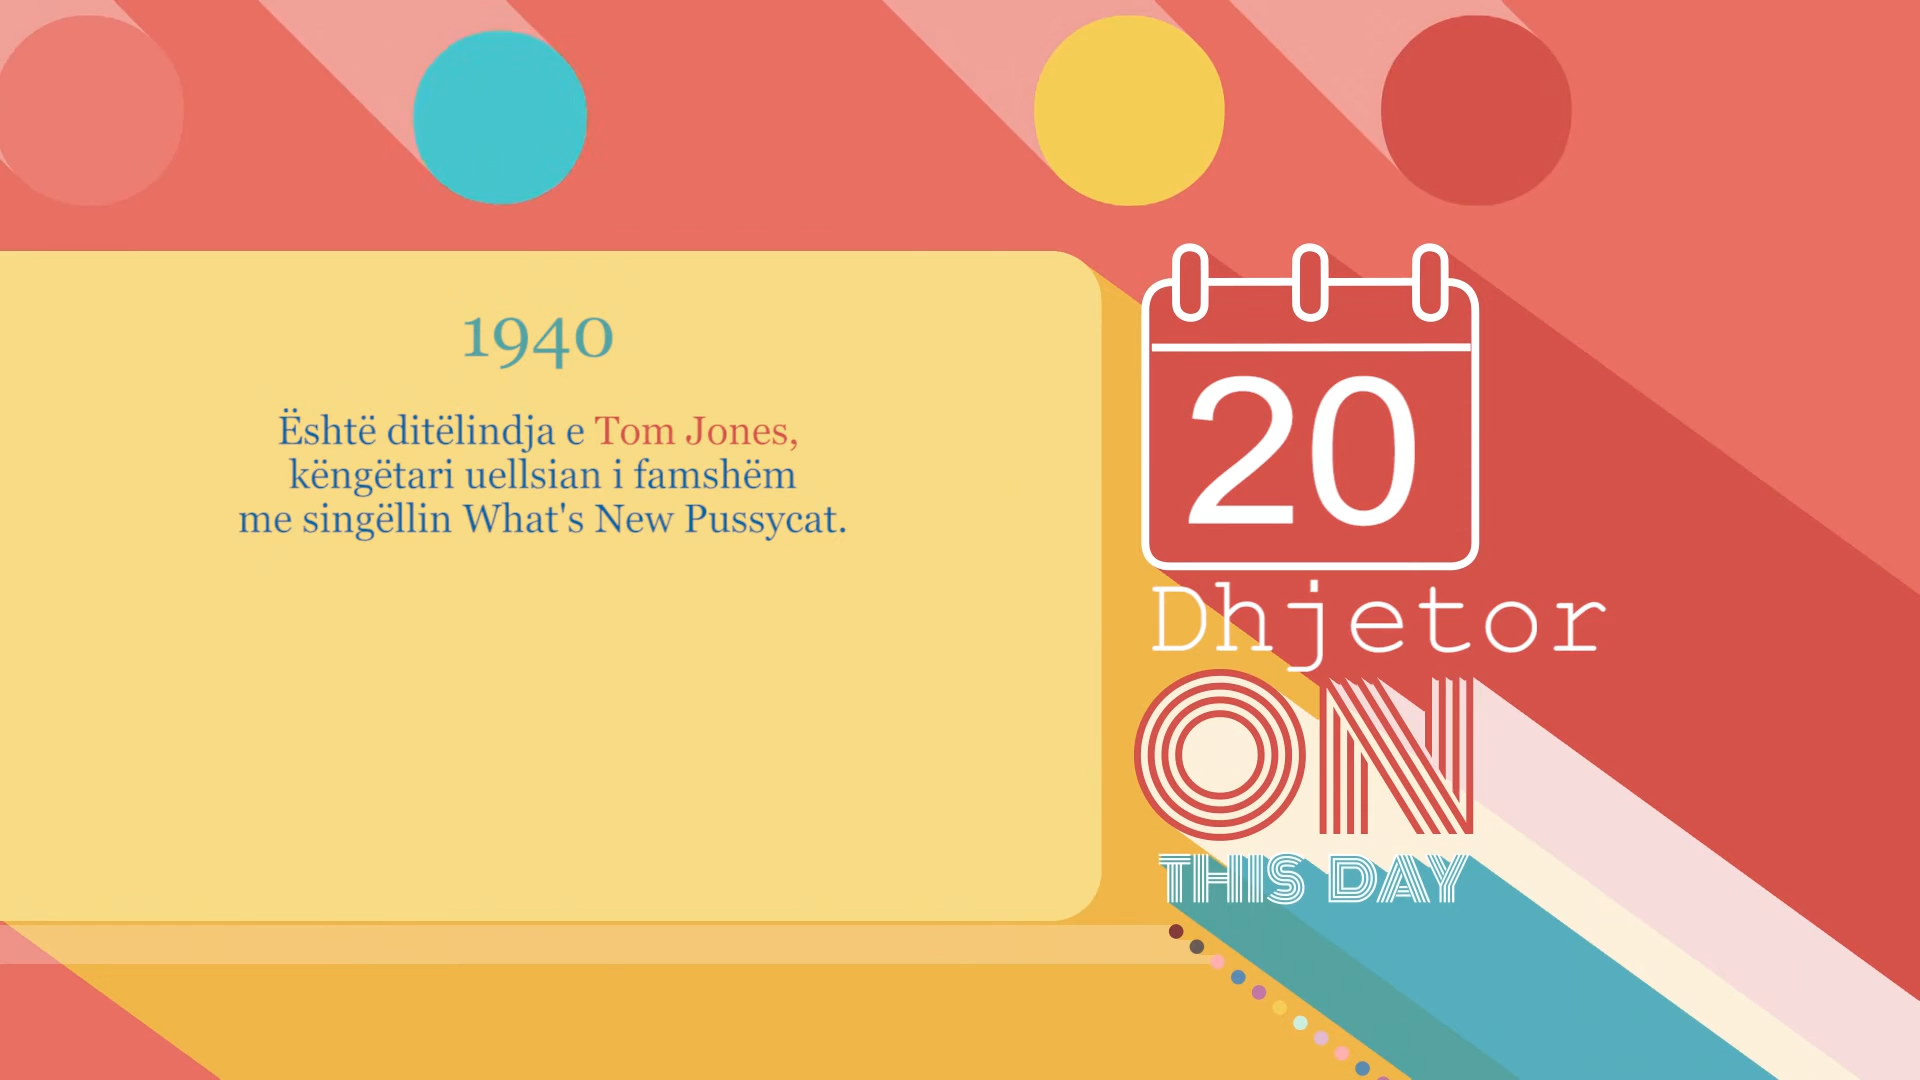 1940
Është ditëlindja e Tom Jones,
këngëtari uellsian i famshëm
me singëllin What's New Pussycat.
20
Dhjetor
ON
THIS DAY